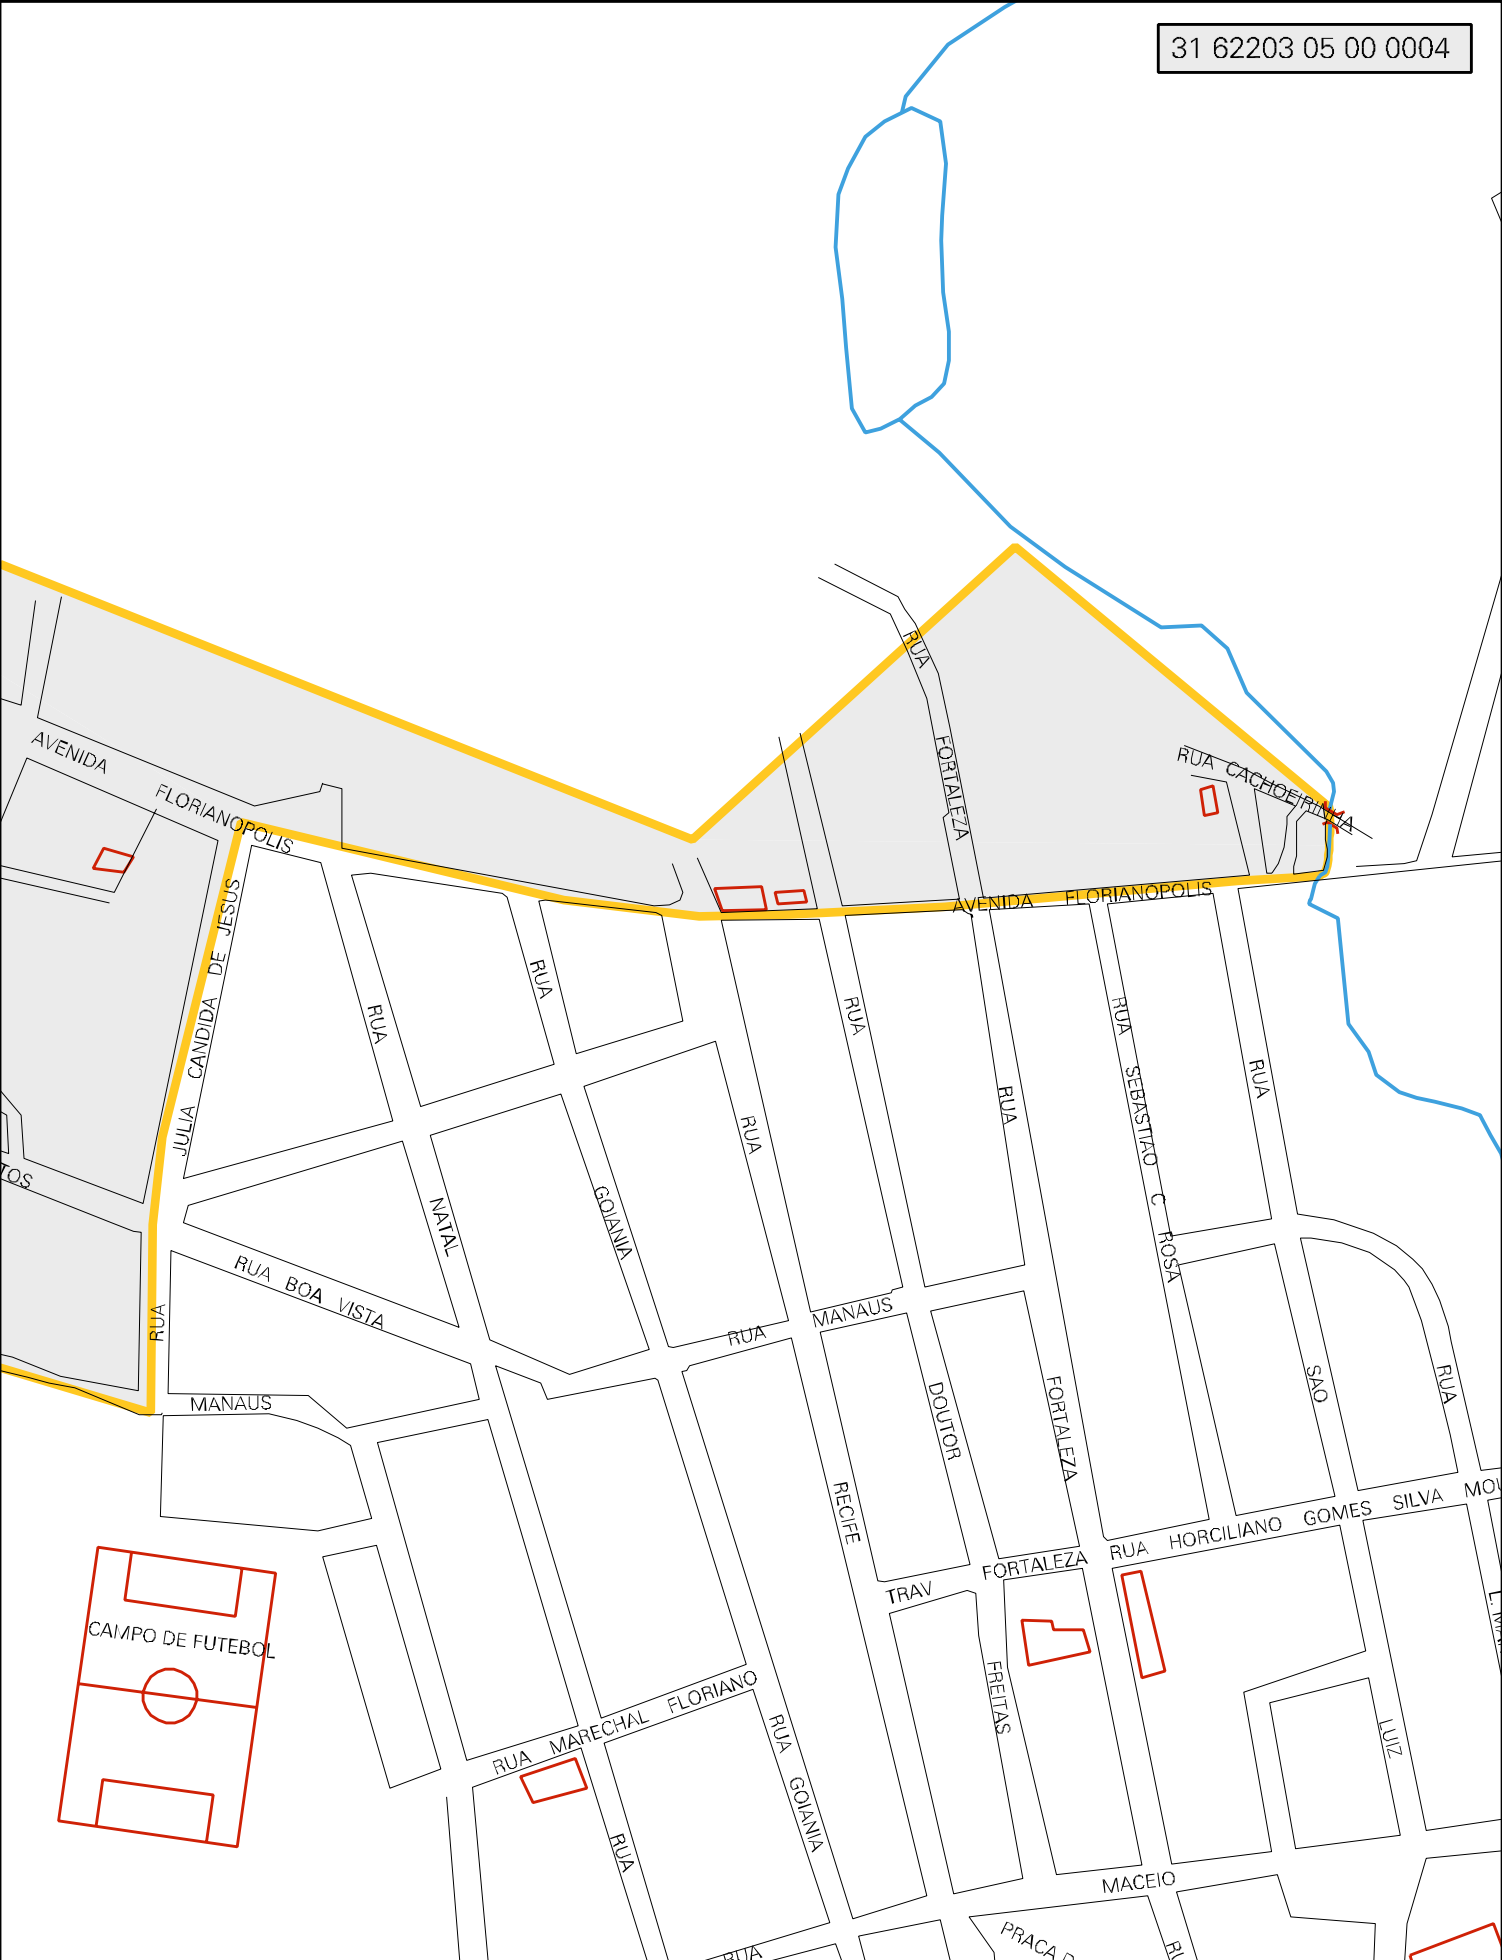 31 62203 05 00 0004
RUA
AVENIDA
FORTALEZA
RUA CACHOEIRINHA
FLORIANOPOLIS
AVENIDA FLORIANOPOLIS
RUA JULIA CANDIDA DE JESUS
RUA
RUA
RUA
RUA SEBASTIAO C ROSA
RUA
RUA
RUA
TOS
NATAL
GOIANIA
RUA BOA VISTA
RUA MANAUS
MANAUS
DOUTOR
FORTALEZA
SAO
RUA
RECIFE
RUA HORCILIANO GOMES SILVA MOU
TRAV FORTALEZA
CAMPO DE FUTEBOL
FREITAS
LUIZ
RUA MARECHAL FLORIANO
RUA GOIANIA
RUA
MACEIO
PRACA D
RUA